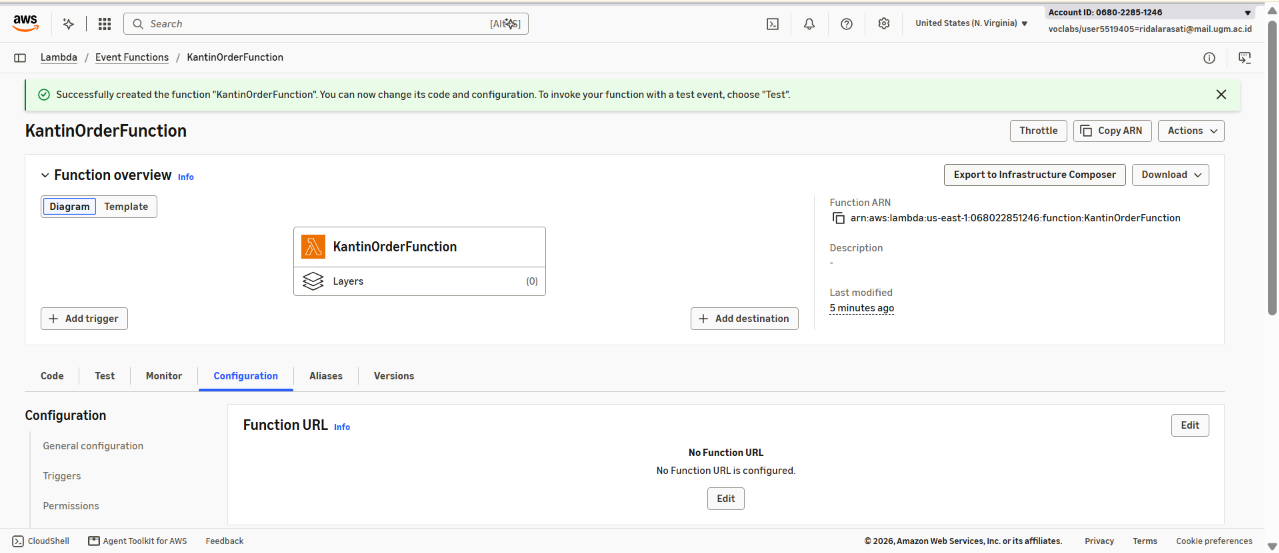 aws
Search
[Alt+S]
United States (N. Virginia)
Account ID: 0680-2285-1246
voclabs/user5519405=ridalarasati@mail.ugm.ac.id
Lambda / Event Functions / KantinOrderFunction
Successfully created the function "KantinOrderFunction". You can now change its code and configuration. To invoke your function with a test event, choose "Test".
KantinOrderFunction
Throttle
Copy ARN
Actions
Function overview Info
Export to Infrastructure Composer
Download
Diagram
Template
KantinOrderFunction
Layers (0)
Add trigger
Add destination
Function ARN
arn:aws:lambda:us-east-1:068022851246:function:KantinOrderFunction
Description
-
Last modified
5 minutes ago
Code
Test
Monitor
Configuration
Aliases
Versions
Configuration
General configuration
Triggers
Permissions
Function URL Info
Edit
No Function URL
No Function URL is configured.
Edit
CloudShell
Agent Toolkit for AWS
Feedback
© 2026, Amazon Web Services, Inc. or its affiliates.
Privacy
Terms
Cookie preferences